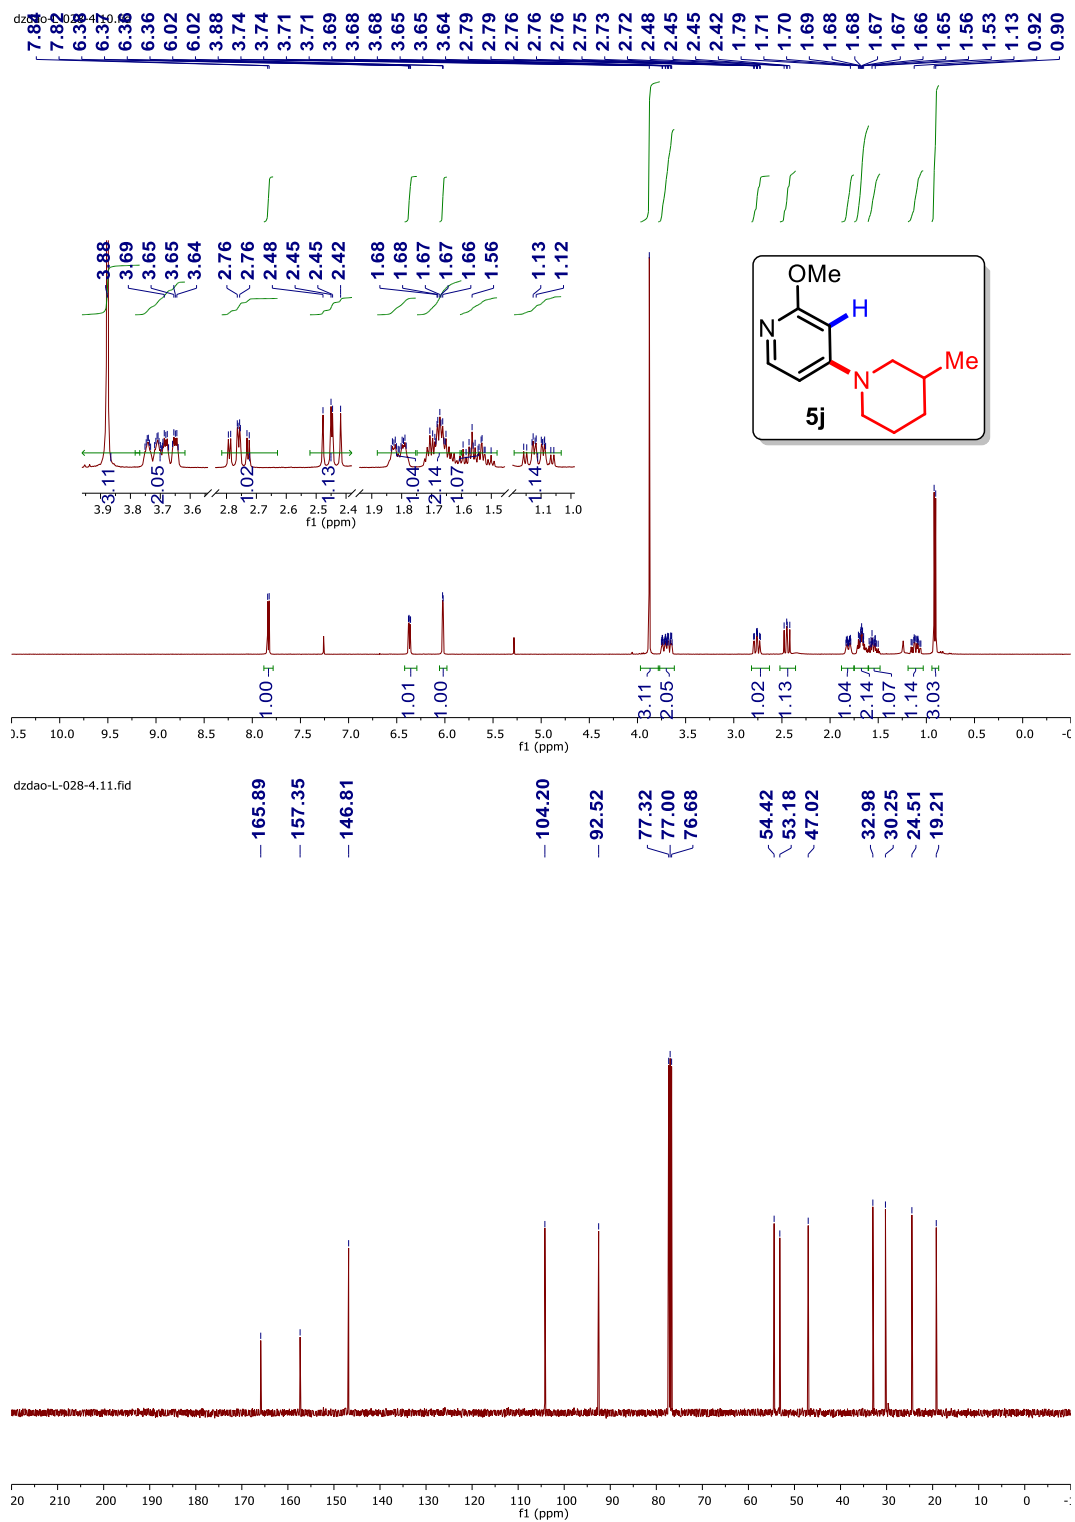 dzdao-L-028-4.10.fid
7.84 7.82 6.38 6.37 6.36 6.36 6.02 6.02 3.88 3.74 3.74 3.71 3.71 3.69 3.68 3.68 3.65 3.65 3.64 2.79 2.79 2.76 2.76 2.76 2.75 2.73 2.72 2.48 2.45 2.45 2.42 1.79 1.71 1.70 1.69 1.68 1.68 1.67 1.67 1.66 1.65 1.56 1.53 1.13 0.92 0.90
3.88 3.69 3.65 3.65 3.64 2.76 2.76 2.48 2.45 2.45 2.42 1.68 1.68 1.67 1.67 1.66 1.56 1.13 1.12
OMe
N
H
N
Me
5j
3.11 2.05 1.02 1.13 1.04 2.14 1.07 1.14
3.9 3.8 3.7 3.6 2.8 2.7 2.6 2.5 2.4 1.9 1.8 1.7 1.6 1.5 1.1 1.0
f1 (ppm)
1.00 1.01 1.00 3.11 2.05 1.02 1.13 1.04 2.14 1.07 1.14 3.03
0.5 10.0 9.5 9.0 8.5 8.0 7.5 7.0 6.5 6.0 5.5 5.0 4.5 4.0 3.5 3.0 2.5 2.0 1.5 1.0 0.5 0.0 -0
f1 (ppm)
dzdao-L-028-4.11.fid
165.89 157.35 146.81 104.20 92.52 77.32 77.00 76.68 54.42 53.18 47.02 32.98 30.25 24.51 19.21
20 210 200 190 180 170 160 150 140 130 120 110 100 90 80 70 60 50 40 30 20 10 0 -1
f1 (ppm)